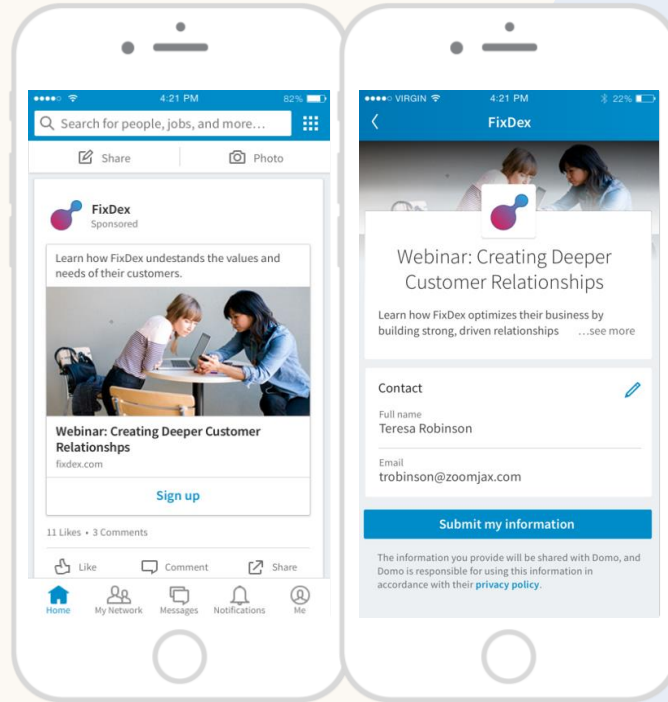 4:21 PM
82%
Search for people, jobs, and more...
Share
Photo
FixDex
Sponsored
Learn how FixDex undestands the values and
needs of their customers.
Webinar: Creating Deeper Customer
Relationshps
fixdex.com
Sign up
11 Likes • 3 Comments
Like
Comment
Share
Home
My Network
Messages
Notifications
Me
VIRGIN
4:21 PM
22%
FixDex
Webinar: Creating Deeper
Customer Relationships
Learn how FixDex optimizes their business by
building strong, driven relationships ...see more
Contact
Full name
Teresa Robinson
Email
trobinson@zoomjax.com
Submit my information
The information you provide will be shared with Domo, and
Domo is responsible for using this information in
accordance with their privacy policy.